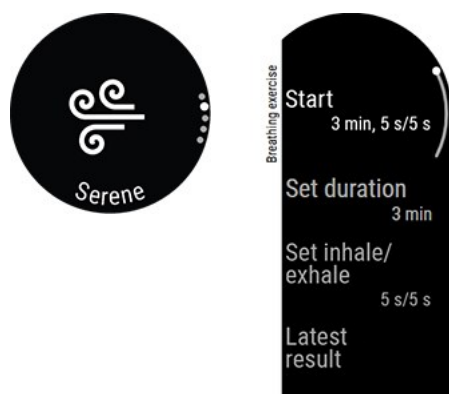 Serene
Breathing exercise
Start
3 min, 5 s/5 s
Set duration
3 min
Set inhale/
exhale
5 s/5 s
Latest
result